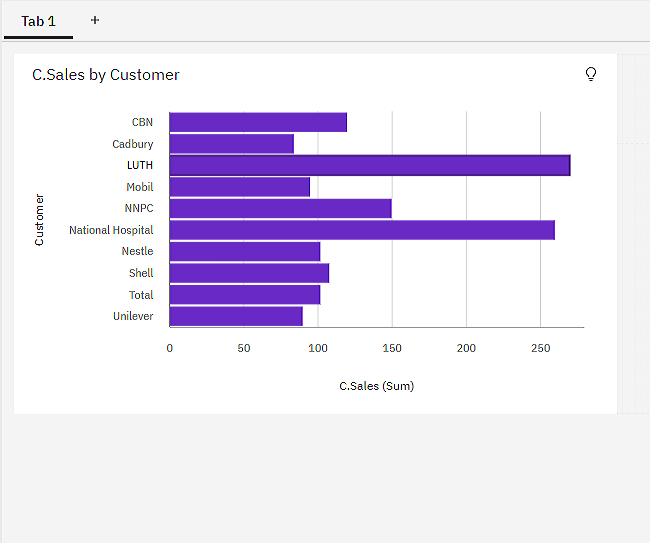 Tab 1 +
C.Sales by Customer
Customer
CBN
Cadbury
LUTH
Mobil
NNPC
National Hospital
Nestle
Shell
Total
Unilever
0 50 100 150 200 250
C.Sales (Sum)